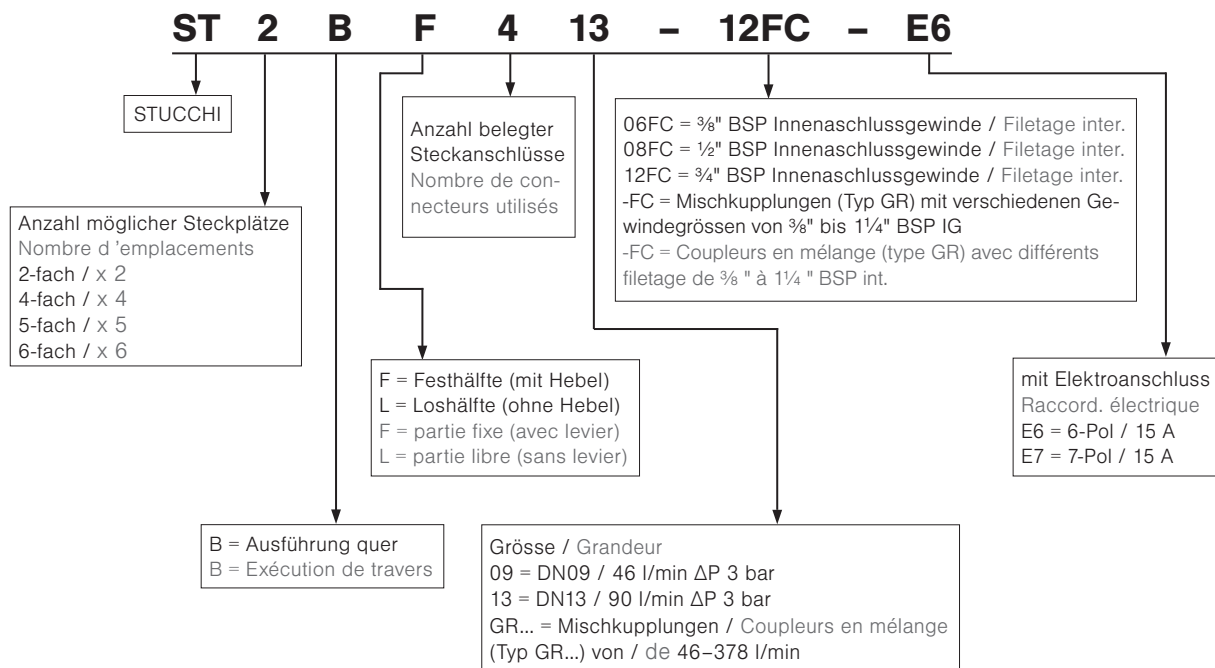 ST 2 B F 4 13 – 12FC – E6
STUCCHI
Anzahl möglicher Steckplätze
Nombre d 'emplacements
2-fach / x 2
4-fach / x 4
5-fach / x 5
6-fach / x 6
Anzahl belegter
Steckanschlüsse
Nombre de con-
necteurs utilisés
06FC = ⅜" BSP Innenaschlussgewinde / Filetage inter.
08FC = ½" BSP Innenaschlussgewinde / Filetage inter.
12FC = ¾" BSP Innenaschlussgewinde / Filetage inter.
-FC = Mischkupplungen (Typ GR) mit verschiedenen Ge-
windegrössen von ⅜" bis 1¼" BSP IG
-FC = Coupleurs en mélange (type GR) avec différents
filetage de ⅜ " à 1¼ " BSP int.
F = Festhälfte (mit Hebel)
L = Loshälfte (ohne Hebel)
F = partie fixe (avec levier)
L = partie libre (sans levier)
mit Elektroanschluss
Raccord. électrique
E6 = 6-Pol / 15 A
E7 = 7-Pol / 15 A
B = Ausführung quer
B = Exécution de travers
Grösse / Grandeur
09 = DN09 / 46 l/min ΔP 3 bar
13 = DN13 / 90 l/min ΔP 3 bar
GR... = Mischkupplungen / Coupleurs en mélange
(Typ GR...) von / de 46–378 l/min